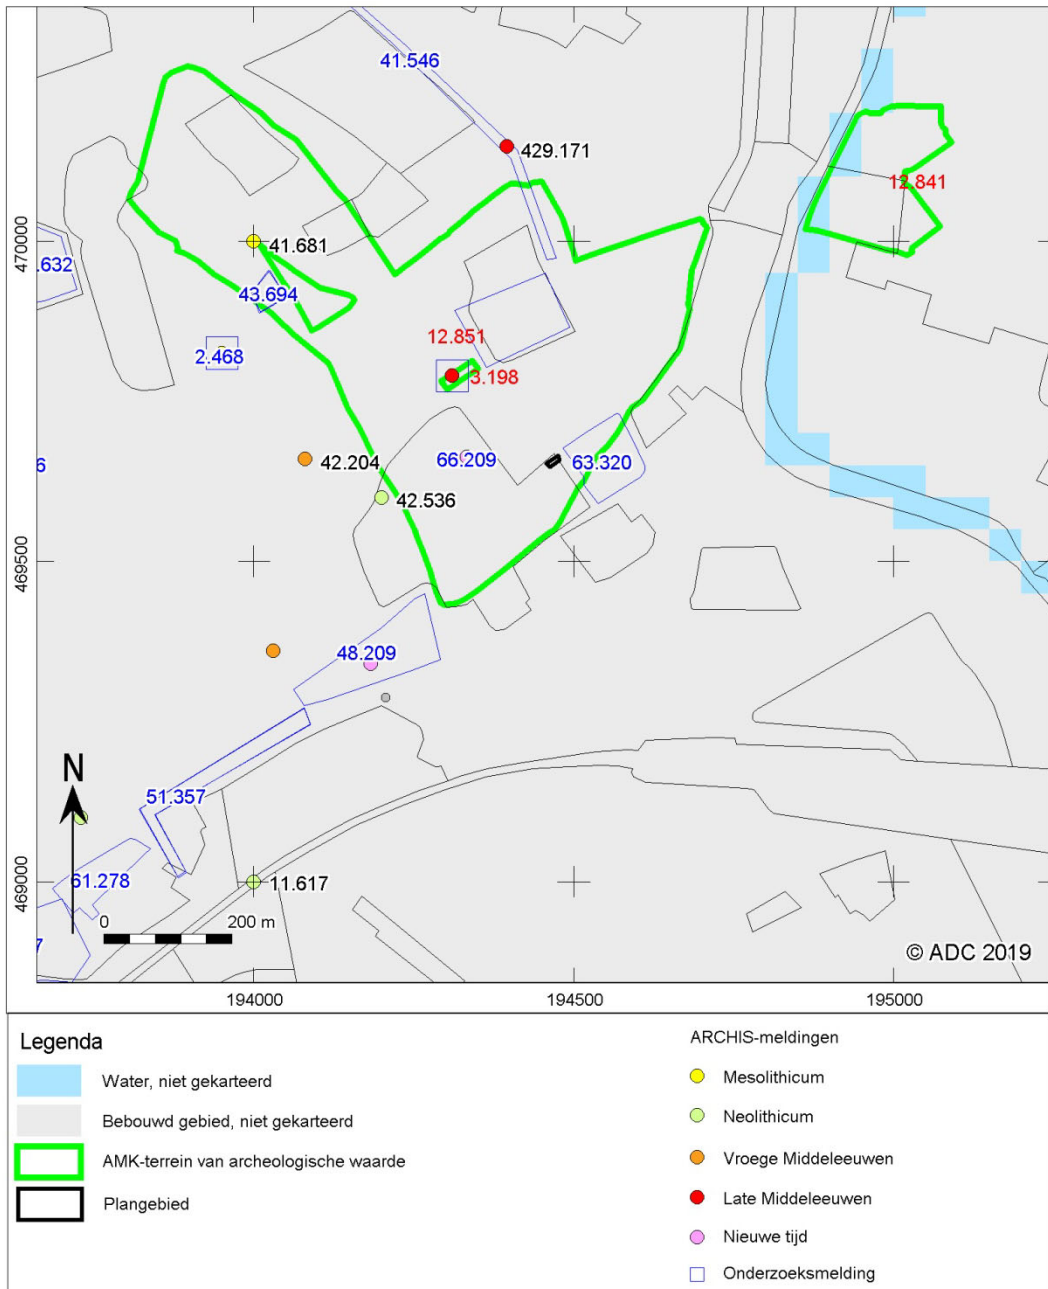 41.546
429.171
12.841
470000
41.681
.632
43.694
12.851
2.468
3.198
42.204
66.209
63.320
6
42.536
469500
48.209
N
51.357
61.278
469000
11.617
0 200 m
7
© ADC 2019
194000 194500 195000
Legenda
Water, niet gekarteerd
Bebouwd gebied, niet gekarteerd
AMK-terrein van archeologische waarde
Plangebied
ARCHIS-meldingen
Mesolithicum
Neolithicum
Vroege Middeleeuwen
Late Middeleeuwen
Nieuwe tijd
Onderzoeksmelding